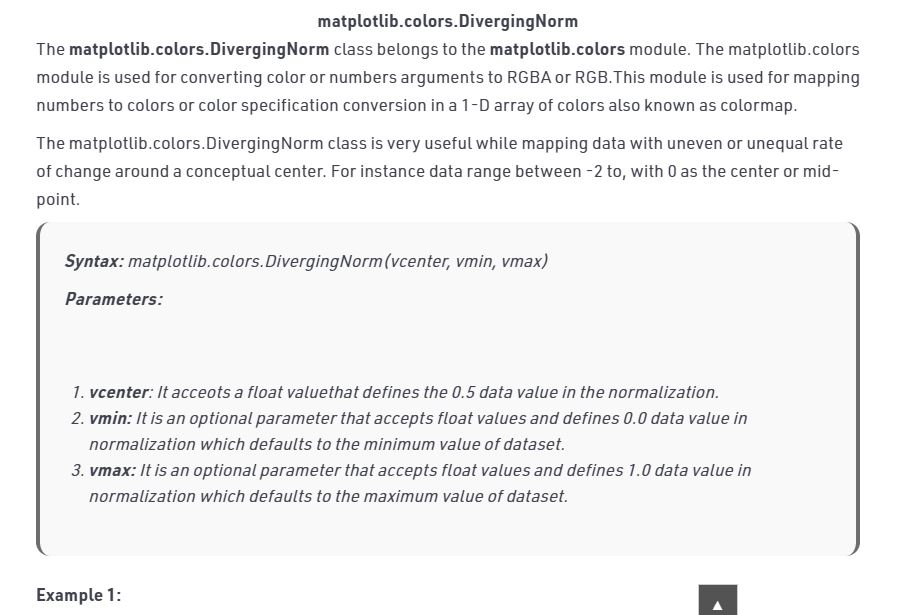 matplotlib.colors.DivergingNorm
The matplotlib.colors.DivergingNorm class belongs to the matplotlib.colors module. The matplotlib.colors
module is used for converting color or numbers arguments to RGBA or RGB.This module is used for mapping
numbers to colors or color specification conversion in a 1-D array of colors also known as colormap.
The matplotlib.colors.DivergingNorm class is very useful while mapping data with uneven or unequal rate
of change around a conceptual center. For instance data range between -2 to, with 0 as the center or mid-
point.
Syntax: matplotlib.colors.DivergingNorm(vcenter, vmin, vmax)
Parameters:
1. vcenter: It acceots a float valuethat defines the 0.5 data value in the normalization.
2. vmin: It is an optional parameter that accepts float values and defines 0.0 data value in
normalization which defaults to the minimum value of dataset.
3. vmax: It is an optional parameter that accepts float values and defines 1.0 data value in
normalization which defaults to the maximum value of dataset.
Example 1: